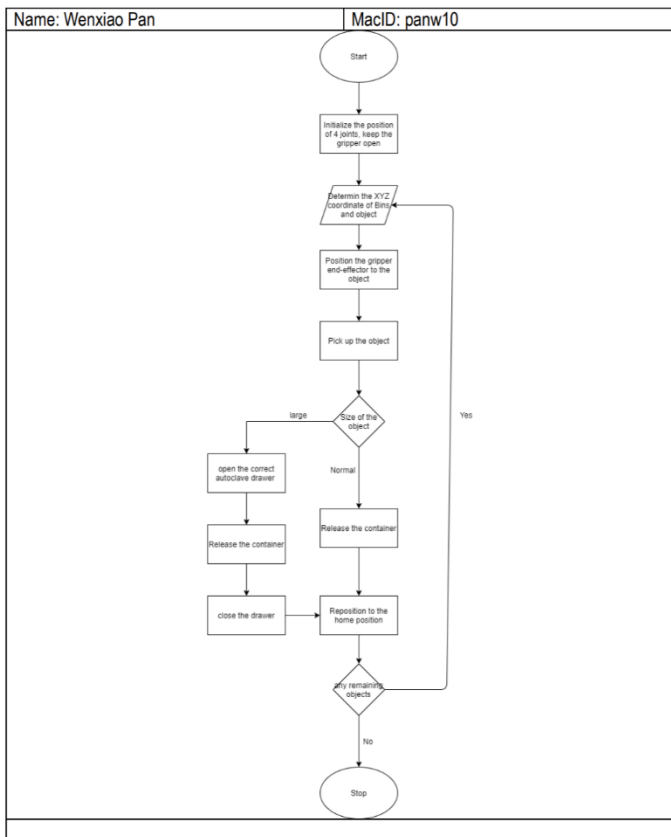 Name: Wenxiao Pan
MacID: panw10
Start
Initialize the position
of 4 joints, keep the
gripper open
Determin the XYZ
coordinate of Bins
and object
Position the gripper
end-effector to the
object
Pick up the object
Size of the
object
large
Yes
Normal
open the correct
autoclave drawer
Release the container
Release the container
close the drawer
Reposition to the
home position
any remaining
objects
No
Stop